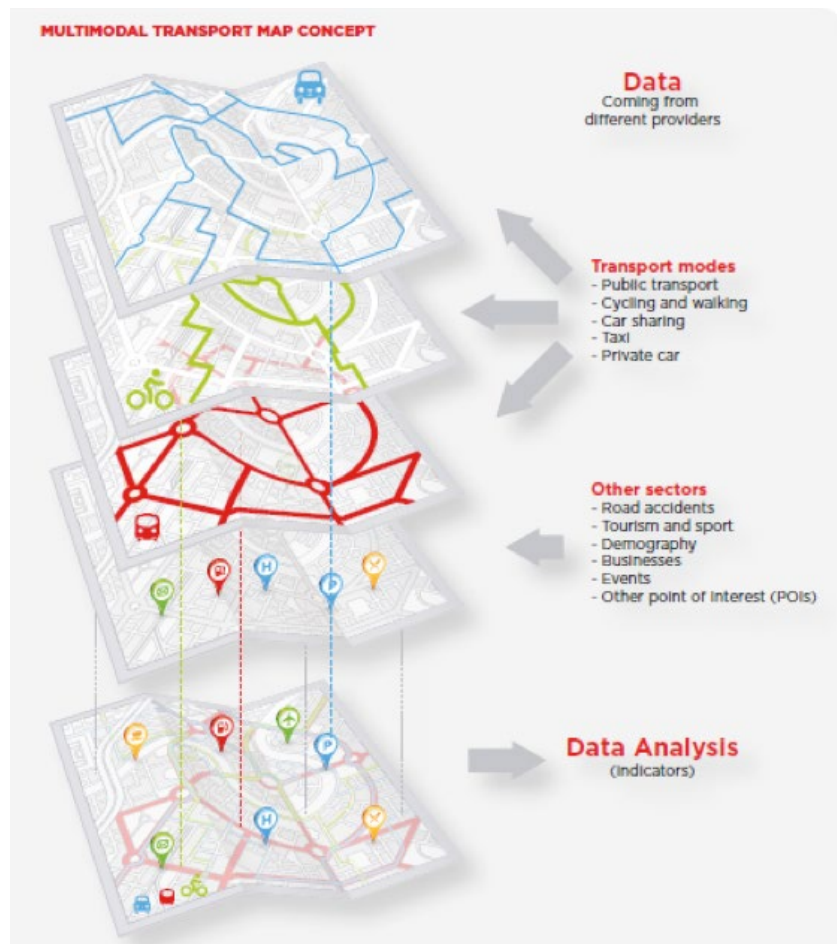 MULTIMODAL TRANSPORT MAP CONCEPT
Data
Coming from
different providers
Transport modes
- Public transport
- Cycling and walking
- Car sharing
- Taxi
- Private car
Other sectors
- Road accidents
- Tourism and sport
- Demography
- Businesses
- Events
- Other point of interest (POIs)
H
P
P
H
Data Analysis
(indicators)